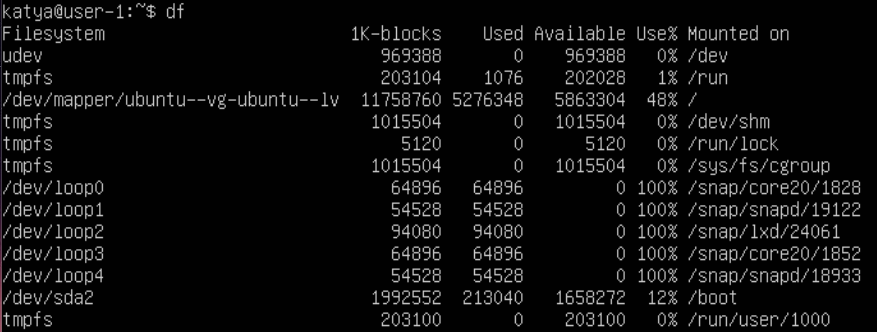 katya@user-1:~$ df
Filesystem                        1K-blocks    Used Available Use% Mounted on
udev                                 969388       0    969388   0% /dev
tmpfs                                203104    1076    202028   1% /run
/dev/mapper/ubuntu--vg-ubuntu--lv  11758760 5276348   5863304  48% /
tmpfs                               1015504       0   1015504   0% /dev/shm
tmpfs                                  5120       0      5120   0% /run/lock
tmpfs                               1015504       0   1015504   0% /sys/fs/cgroup
/dev/loop0                            64896   64896         0 100% /snap/core20/1828
/dev/loop1                            54528   54528         0 100% /snap/snapd/19122
/dev/loop2                            94080   94080         0 100% /snap/lxd/24061
/dev/loop3                            64896   64896         0 100% /snap/core20/1852
/dev/loop4                            54528   54528         0 100% /snap/snapd/18933
/dev/sda2                           1992552  213040   1658272  12% /boot
tmpfs                                203100       0    203100   0% /run/user/1000